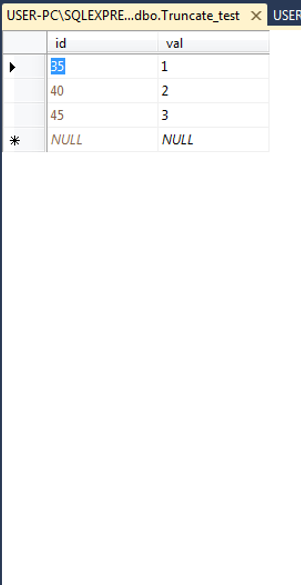 USER-PC\SQLEXPRE...dbo.Truncate_test USER
id val
35 1
40 2
45 3
NULL NULL